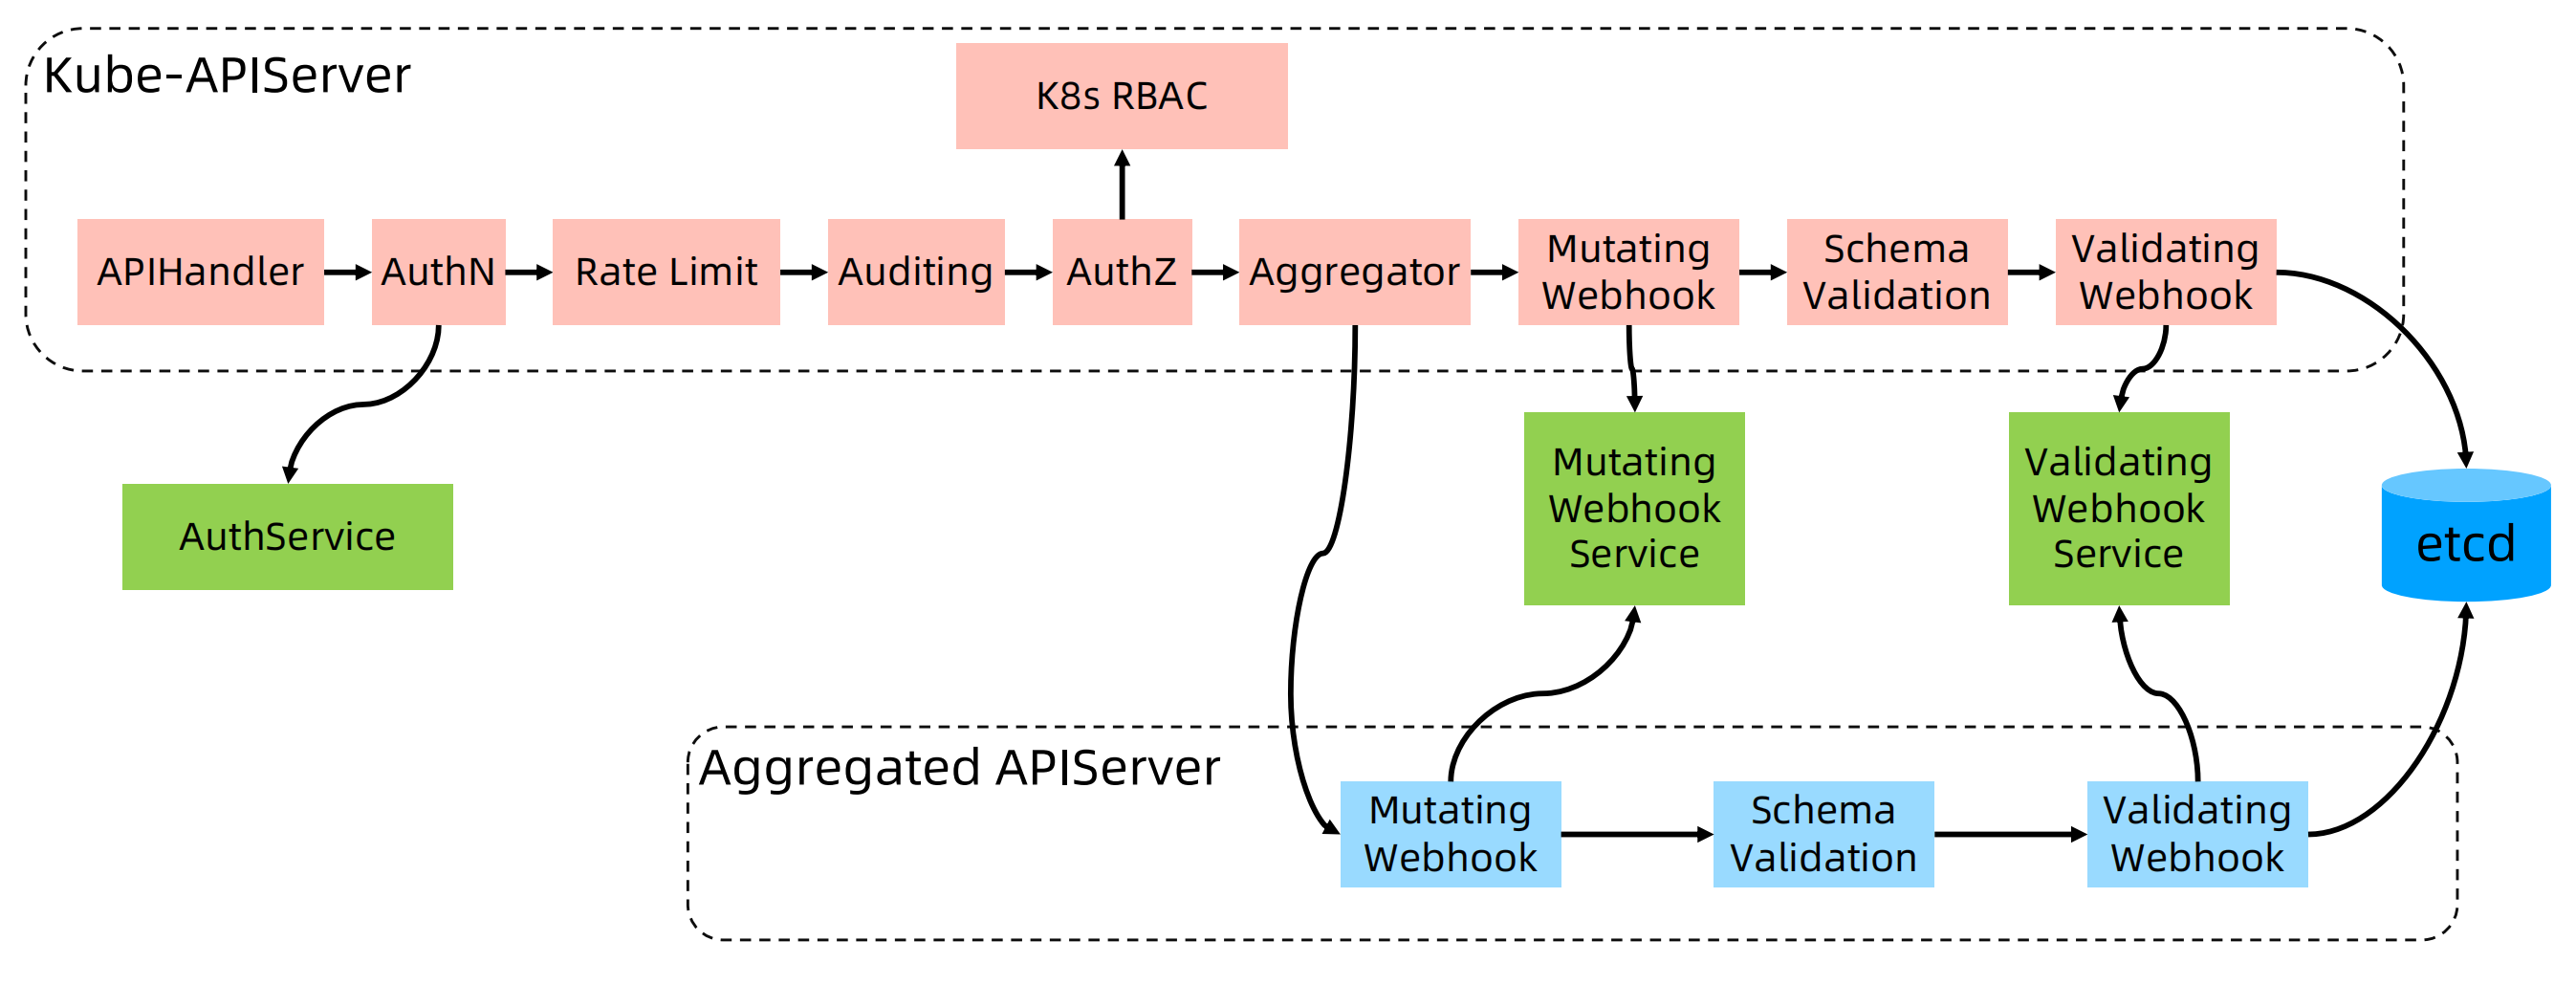 Kube-APIServer
K8s RBAC
APIHandler
AuthN
Rate Limit
Auditing
AuthZ
Aggregator
Mutating
Webhook
Schema
Validation
Validating
Webhook
AuthService
Mutating
Webhook
Service
Validating
Webhook
Service
etcd
Aggregated APIServer
Mutating
Webhook
Schema
Validation
Validating
Webhook